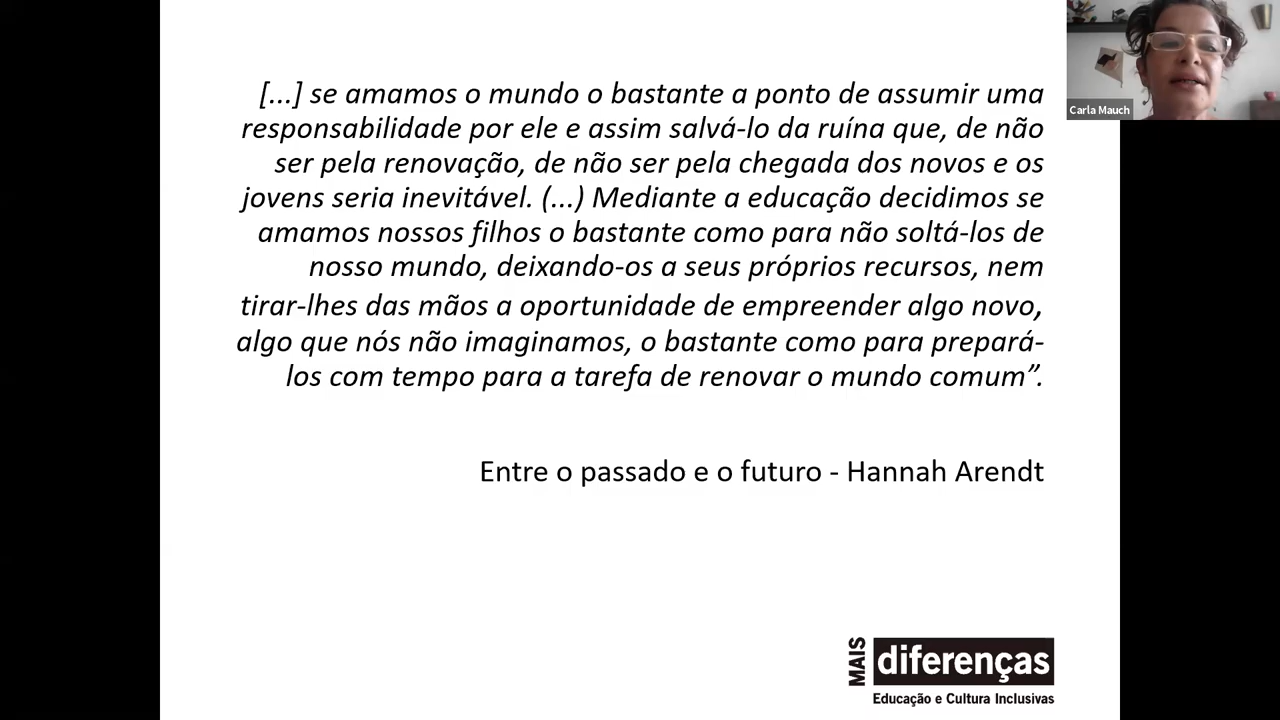 [...] se amamos o mundo o bastante a ponto de assumir uma
responsabilidade por ele e assim salvá-lo da ruína que, de não
ser pela renovação, de não ser pela chegada dos novos e os
jovens seria inevitável. (...) Mediante a educação decidimos se
amamos nossos filhos o bastante como para não soltá-los de
nosso mundo, deixando-os a seus próprios recursos, nem
tirar-lhes das mãos a oportunidade de empreender algo novo,
algo que nós não imaginamos, o bastante como para prepará-
los com tempo para a tarefa de renovar o mundo comum”.
Entre o passado e o futuro - Hannah Arendt
Carla Mauch
MAIS
diferenças
Educação e Cultura Inclusivas